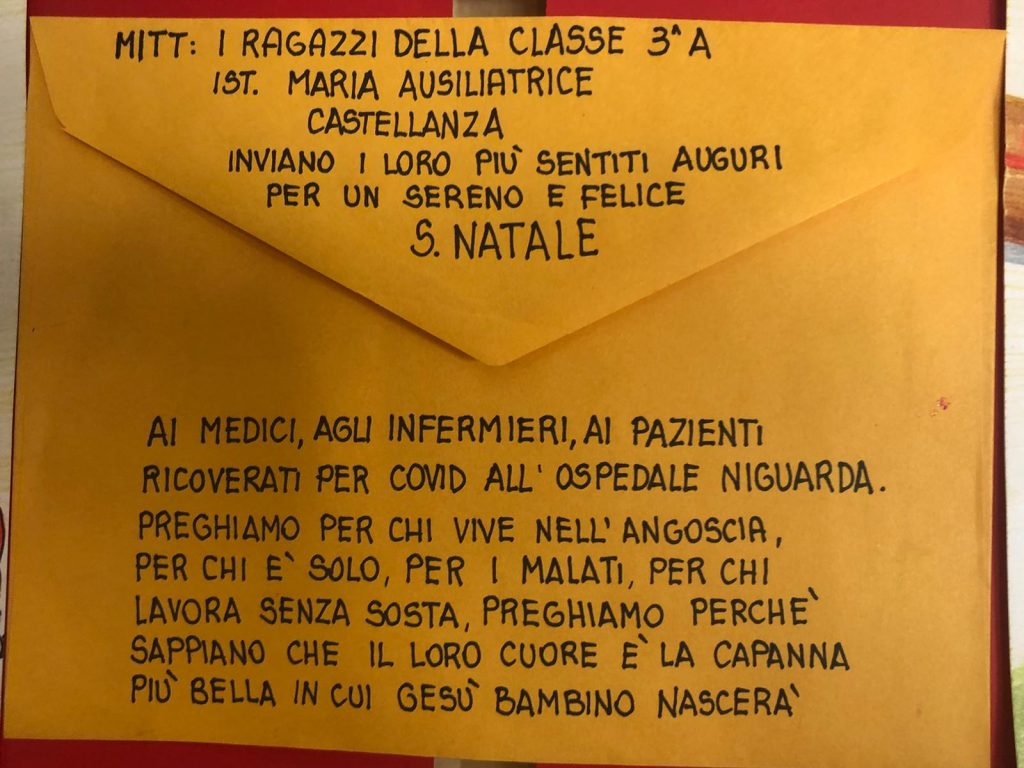 MITT: I RAGAZZI DELLA CLASSE 3^A
IST. MARIA AUSILIATRICE
CASTELLANZA
INVIANO I LORO PIÙ SENTITI AUGURI
PER UN SERENO E FELICE
S. NATALE
AI MEDICI, AGLI INFERMIERI, AI PAZIENTI
RICOVERATI PER COVID ALL'OSPEDALE NIGUARDA.
PREGHIAMO PER CHI VIVE NELL'ANGOSCIA,
PER CHI E' SOLO, PER I MALATI, PER CHI
LAVORA SENZA SOSTA, PREGHIAMO PERCHE'
SAPPIANO CHE IL LORO CUORE È LA CAPANNA
PIÙ BELLA IN CUI GESÙ BAMBINO NASCERA'